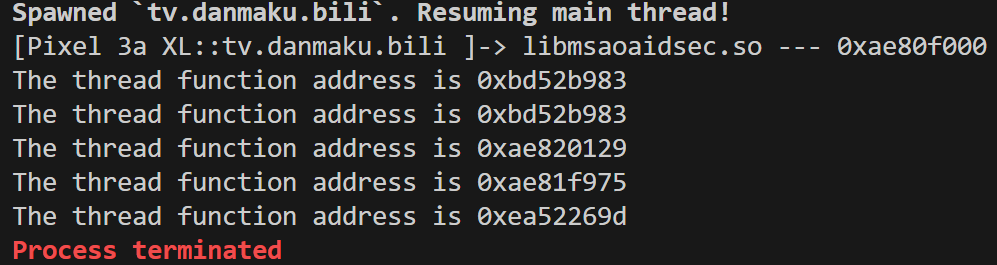 Spawned `tv.danmaku.bili`. Resuming main thread!
[Pixel 3a XL::tv.danmaku.bili ]-> libmsaoaidsec.so --- 0xae80f000
The thread function address is 0xbd52b983
The thread function address is 0xbd52b983
The thread function address is 0xae820129
The thread function address is 0xae81f975
The thread function address is 0xea52269d
Process terminated